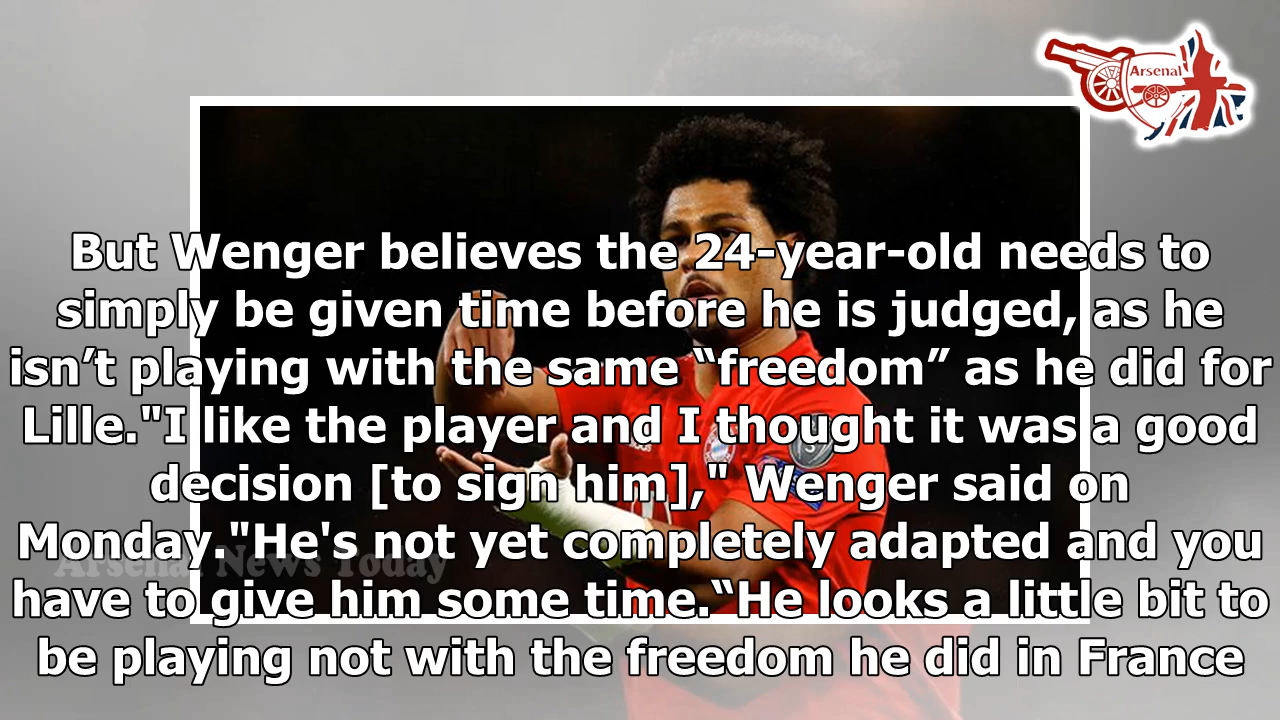 Arsenal
But Wenger believes the 24-year-old needs to
simply be given time before he is judged, as he
isn’t playing with the same “freedom” as he did for
Lille."I like the player and I thought it was a good
decision [to sign him]," Wenger said on
Monday."He's not yet completely adapted and you
Arsenal News Today
have to give him some time.“He looks a little bit to
be playing not with the freedom he did in France